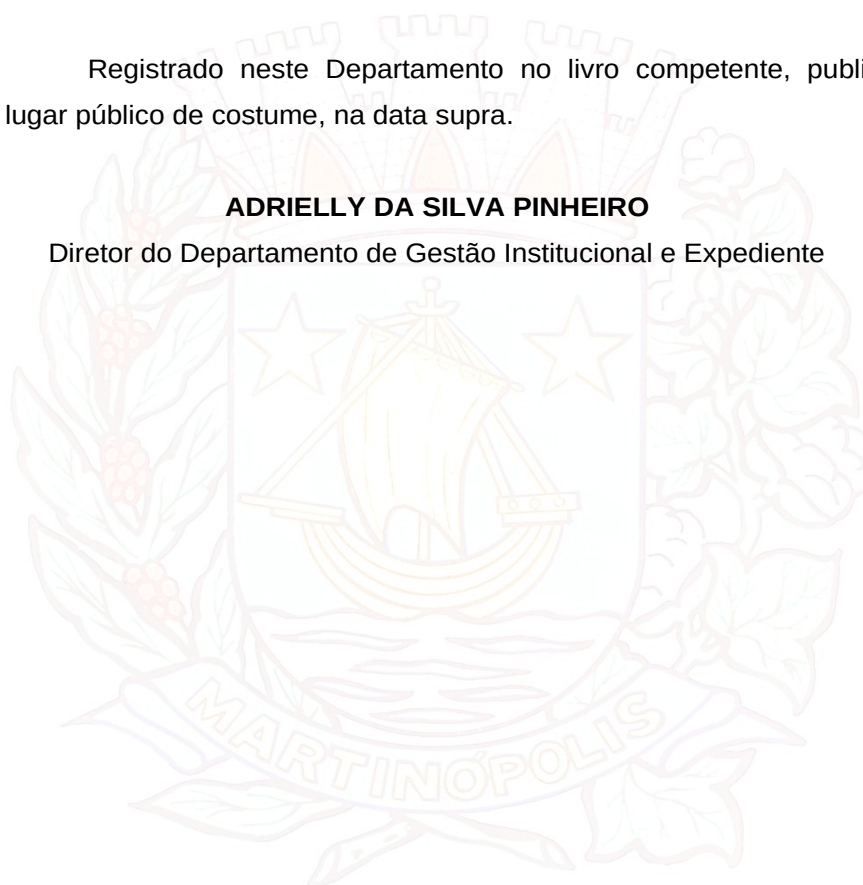 Registrado neste Departamento no livro competente,
lugar público de costume, na data supra.
ADRIELLY DA SILVA PINHEIRO
Diretor do Departamento de Gestão Institucional e Expediente
MARTINÓPOLIS